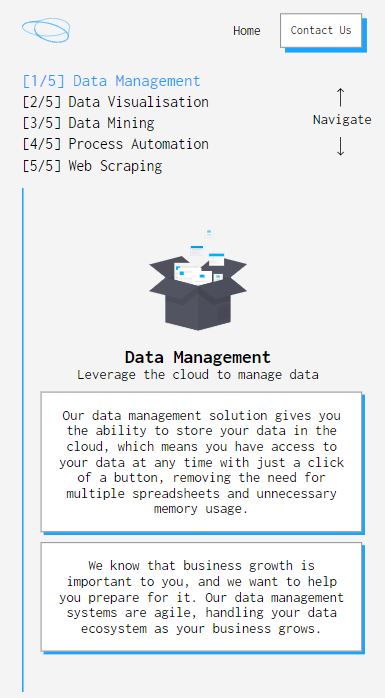 Home
Contact Us
[1/5] Data Management
[2/5] Data Visualisation
[3/5] Data Mining
[4/5] Process Automation
[5/5] Web Scraping
↑
Navigate
↓
Data Management
Leverage the cloud to manage data
Our data management solution gives you
the ability to store your data in the
cloud, which means you have access to
your data at any time with just a click
of a button, removing the need for
multiple spreadsheets and unnecessary
memory usage.
We know that business growth is
important to you, and we want to help
you prepare for it. Our data management
systems are agile, handling your data
ecosystem as your business grows.